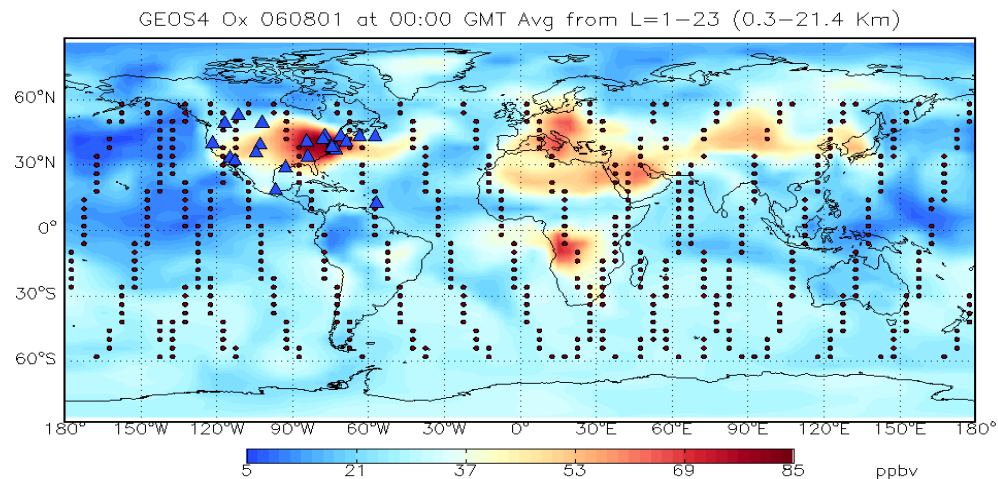 GEOS4 Ox 060801 at 00:00 GMT Avg from L=1−23 (0.3−21.4 Km)
60°N
30°N
0°
30°S
60°S
180° 150°W 120°W 90°W 60°W 30°W 0° 30°E 60°E 90°E 120°E 150°E 180°
5 21 37 53 69 85 ppbv